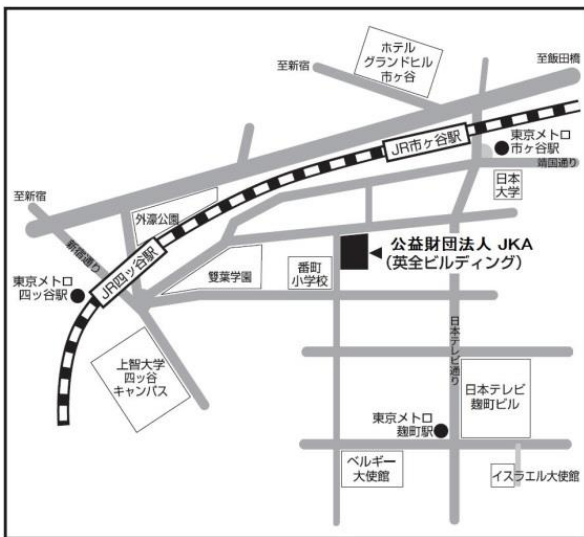 ホテル
グランドヒル
市ヶ谷
至新宿
至飯田橋
JR市ヶ谷駅
東京メトロ
市ヶ谷駅
靖国通り
日本
大学
至新宿
外濠公園
新宿通り
JR四ッ谷駅
東京メトロ
四ッ谷駅
雙葉学園
番町
小学校
公益財団法人 JKA
(英全ビルディング)
上智大学
四ッ谷
キャンパス
日本テレビ通り
日本テレビ
麹町ビル
東京メトロ
麹町駅
ベルギー
大使館
イスラエル大使館